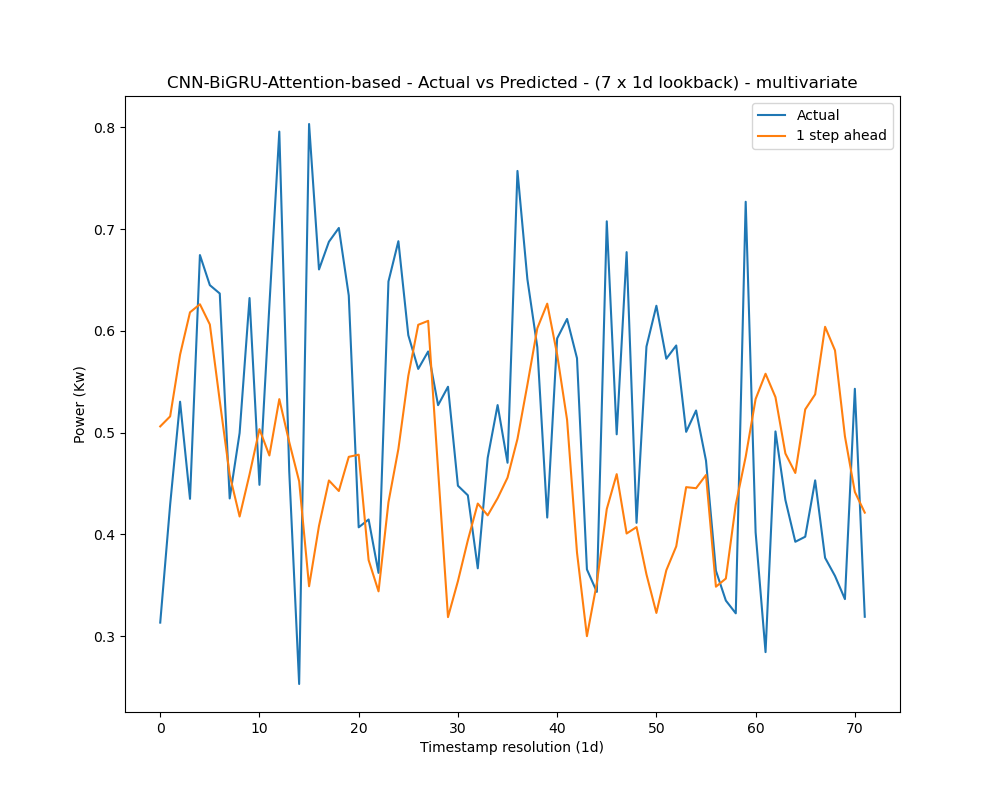 CNN-BiGRU-Attention-based - Actual vs Predicted - (7 x 1d lookback) - multivariate
Actual
1 step ahead
Power (Kw)
0.8
0.7
0.6
0.5
0.4
0.3
0 10 20 30 40 50 60 70
Timestamp resolution (1d)